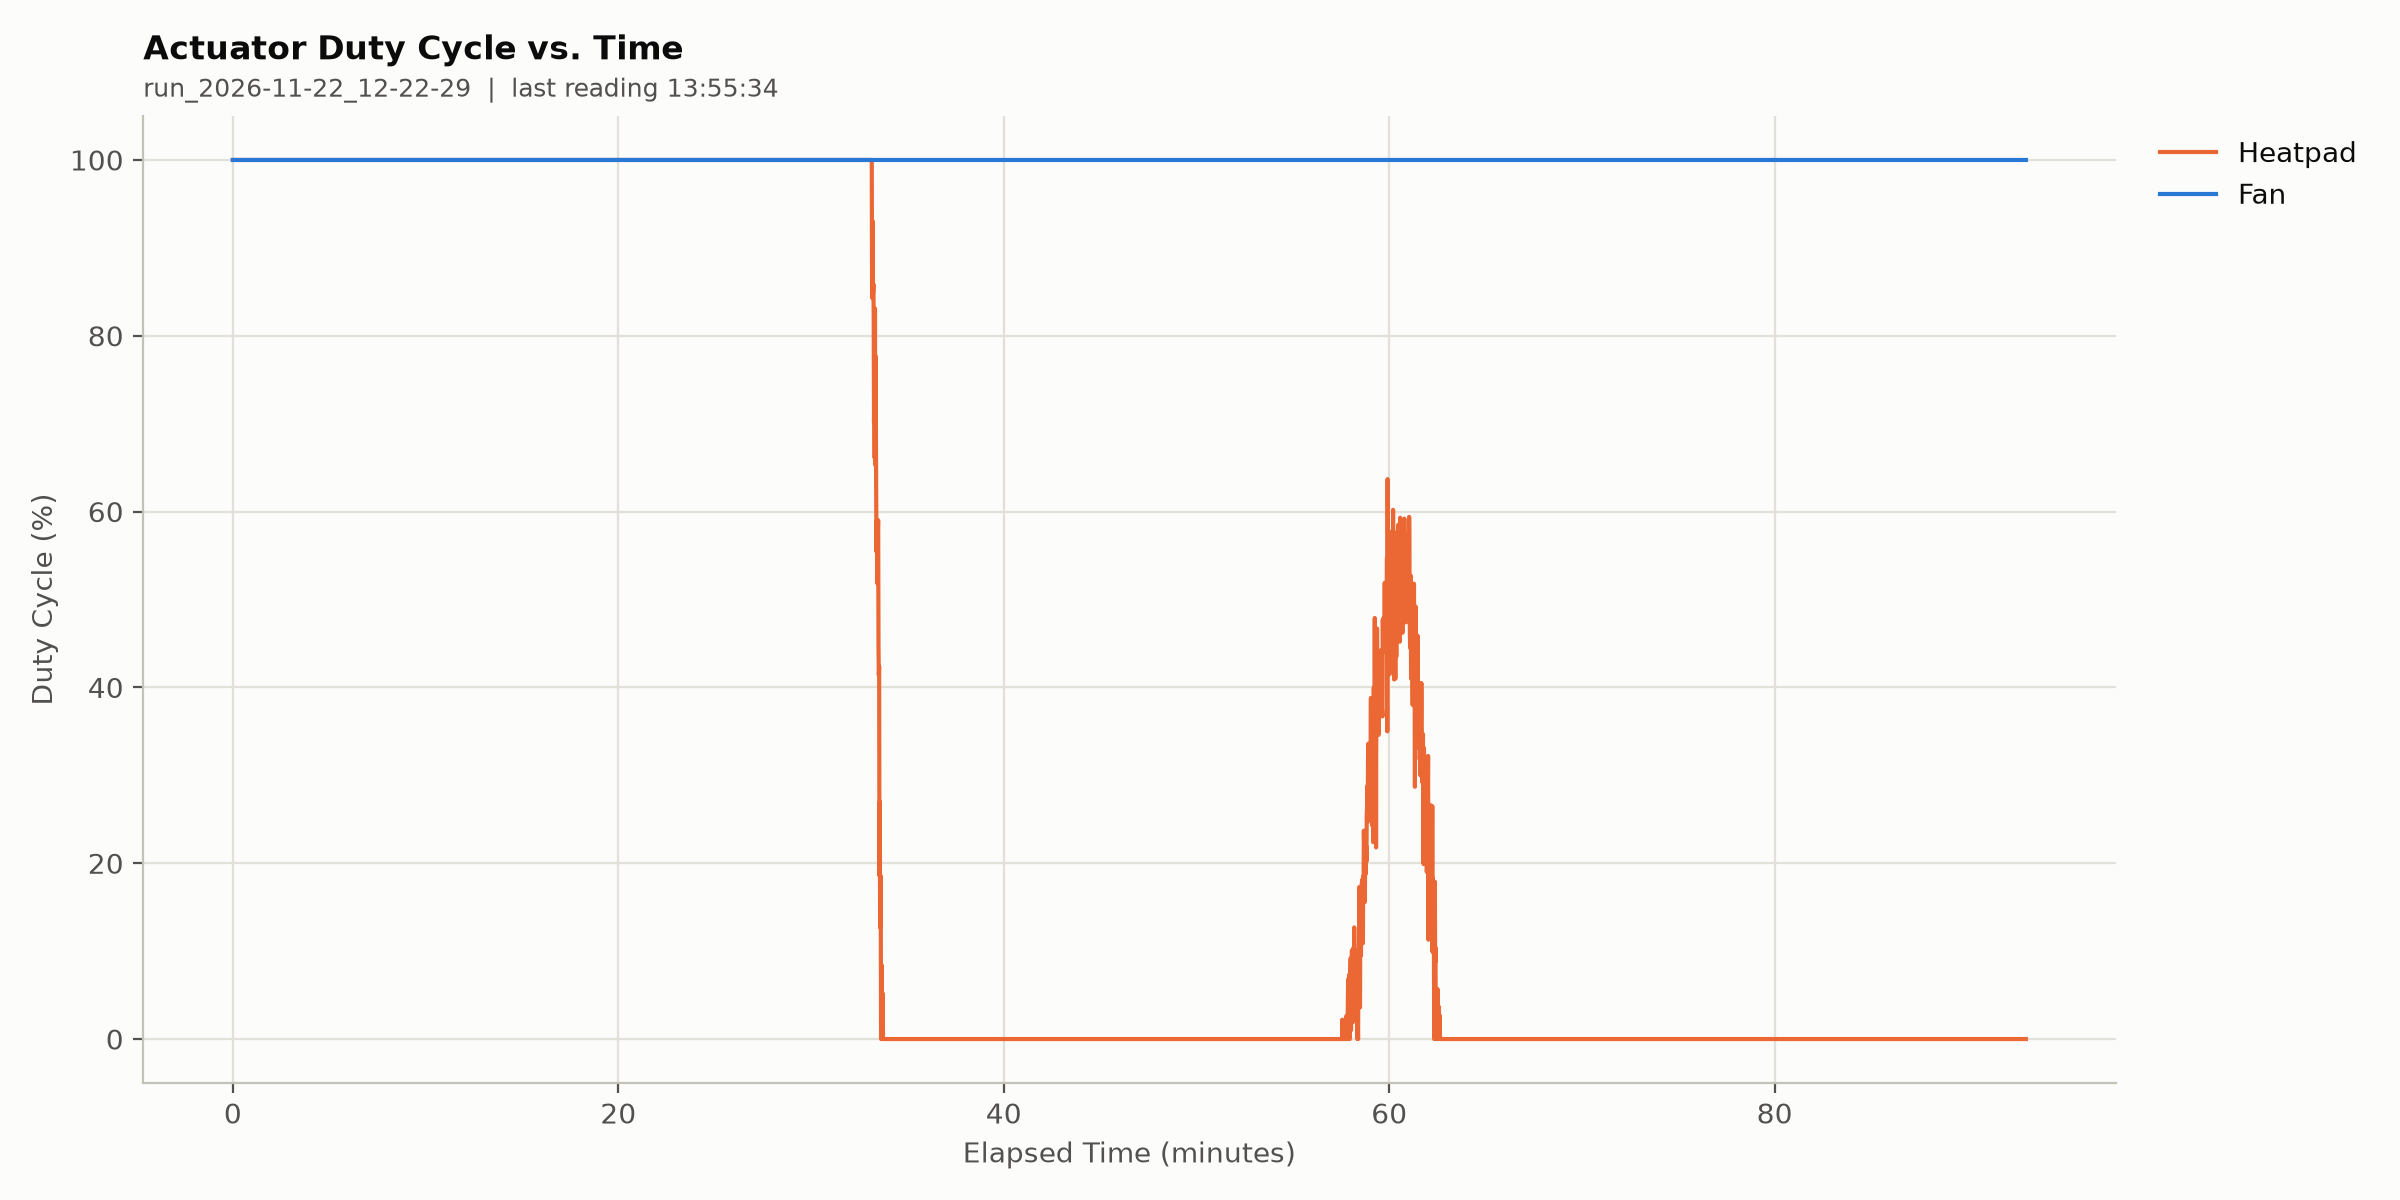 Actuator Duty Cycle vs. Time
run_2026-11-22_12-22-29  |  last reading 13:55:34
Heatpad
Fan
Duty Cycle (%)
100
80
60
40
20
0
0 20 40 60 80
Elapsed Time (minutes)